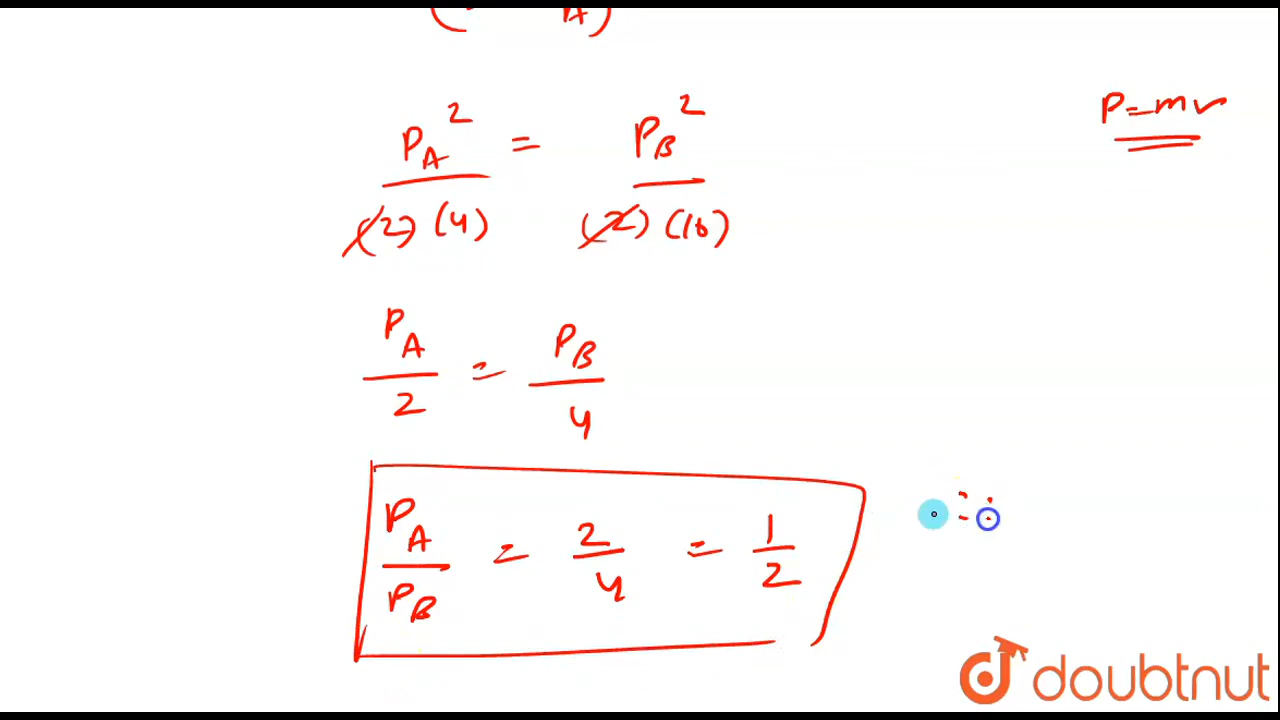 P = mv
P_A^2 / (2)(4) = P_B^2 / (2)(16)
P_A / 2 = P_B / 4
P_A / P_B = 2 / 4 = 1 / 2
doubtnut